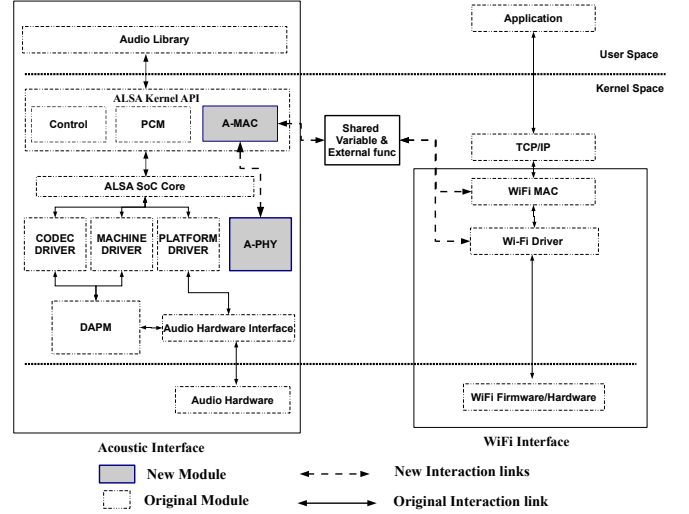 Application
Audio Library
User Space
Kernel Space
ALSA Kernel API
Control
PCM
A-MAC
Shared
Variable &
External func
TCP/IP
ALSA SoC Core
WiFi MAC
CODEC
DRIVER
MACHINE
DRIVER
PLATFORM
DRIVER
A-PHY
Wi-Fi Driver
DAPM
Audio Hardware Interface
Audio Hardware
WiFi Firmware/Hardware
Acoustic Interface
WiFi Interface
New Module
New Interaction links
Original Module
Original Interaction link